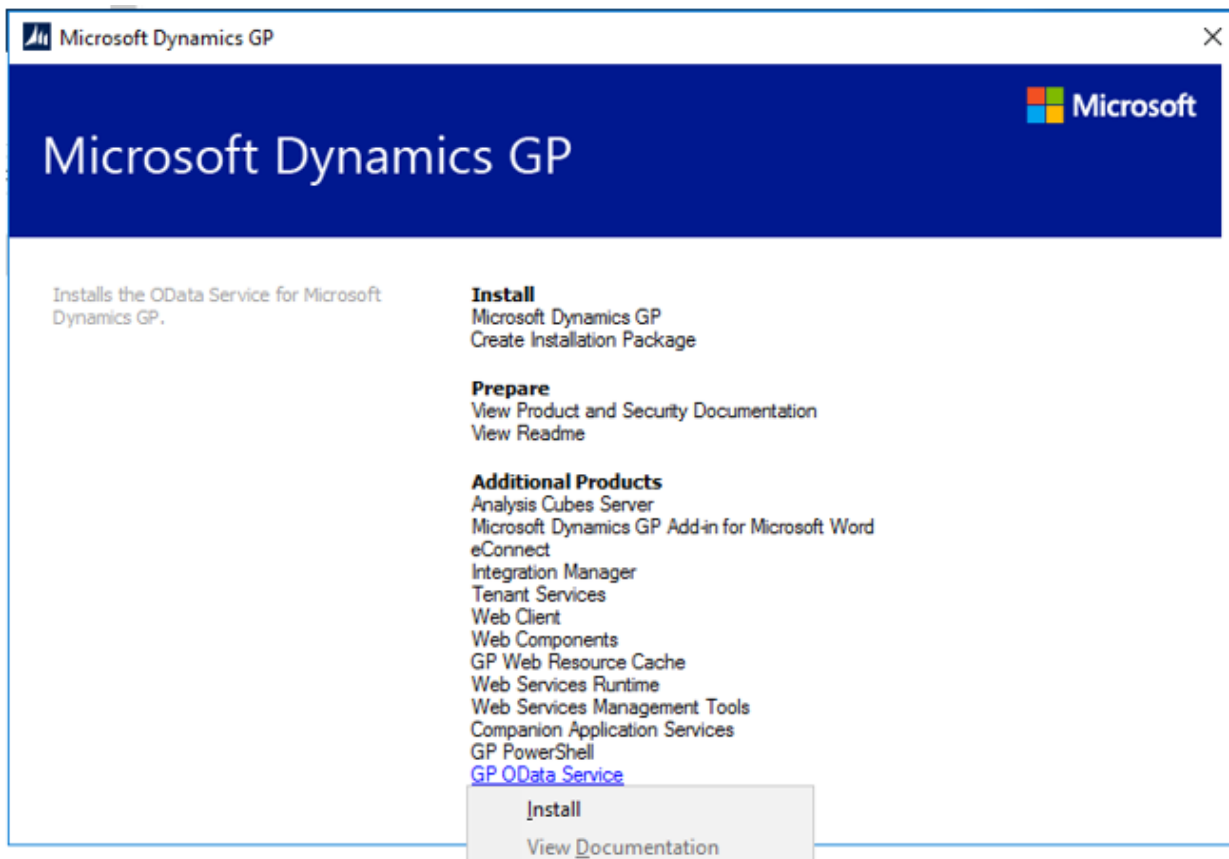 Microsoft Dynamics GP
Microsoft
Microsoft Dynamics GP
Installs the OData Service for Microsoft
Dynamics GP.
Install
Microsoft Dynamics GP
Create Installation Package
Prepare
View Product and Security Documentation
View Readme
Additional Products
Analysis Cubes Server
Microsoft Dynamics GP Add-in for Microsoft Word
eConnect
Integration Manager
Tenant Services
Web Client
Web Components
GP Web Resource Cache
Web Services Runtime
Web Services Management Tools
Companion Application Services
GP PowerShell
GP OData Service
Install
View Documentation